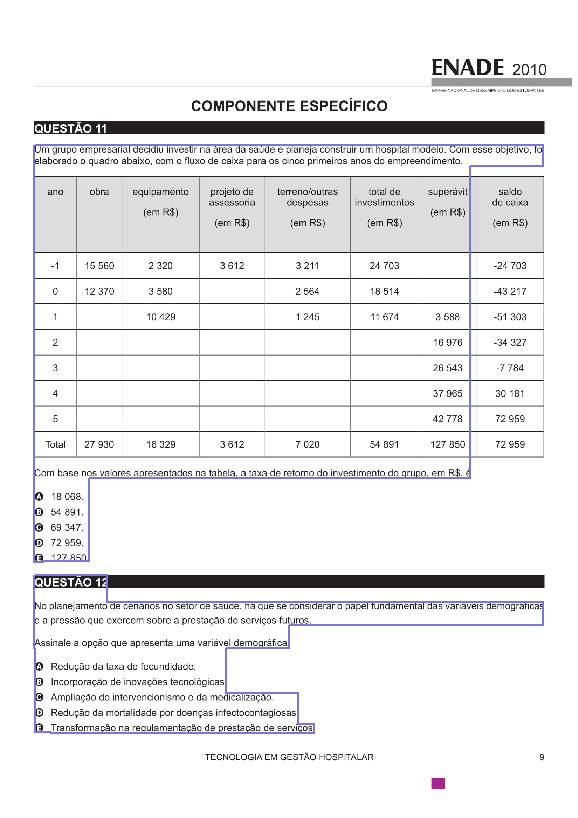 ENADE 2010
EXAME NACIONAL DE DESEMPENHO DOS ESTUDANTES
COMPONENTE ESPECÍFICO
QUESTÃO 11
Um grupo empresarial decidiu investir na área da saúde e planeja construir um hospital modelo. Com esse objetivo, fo
elaborado o quadro abaixo, com o fluxo de caixa para os cinco primeiros anos do empreendimento.
ano obra equipamento (em R$) projeto de assessoria (em R$) terreno/outras despesas (em R$) total de investimentos (em R$) superávit (em R$) saldo de caixa (em R$)
-1 15 560 2 320 3 612 3 211 24 703 -24 703
0 12 370 3 580 2 564 18 514 -43 217
1 10 429 1 245 11 674 3 588 -51 303
2 16 976 -34 327
3 26 543 -7 784
4 37 965 30 181
5 42 778 72 959
Total 27 930 16 329 3 612 7 020 54 891 127 850 72 959
Com base nos valores apresentados na tabela, a taxa de retorno do investimento do grupo, em R$, é
A 18 068.
B 54 891.
C 69 347.
D 72 959.
E 127 850
QUESTÃO 12
No planejamento de cenários no setor de saúde, há que se considerar o papel fundamental das variáveis demográficas
e a pressão que exercem sobre a prestação de serviços futuros.
Assinale a opção que apresenta uma variável demográfica
A Redução da taxa de fecundidade.
B Incorporação de inovações tecnológicas
C Ampliação do intervencionismo e da medicalização.
D Redução da mortalidade por doenças infectocontagiosas
E Transformação na regulamentação de prestação de serviços
TECNOLOGIA EM GESTÃO HOSPITALAR 9